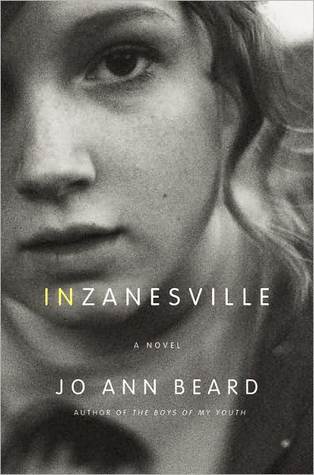 INZANESVILLE
A NOVEL
JO ANN BEARD
AUTHOR OF THE BOYS OF MY YOUTH